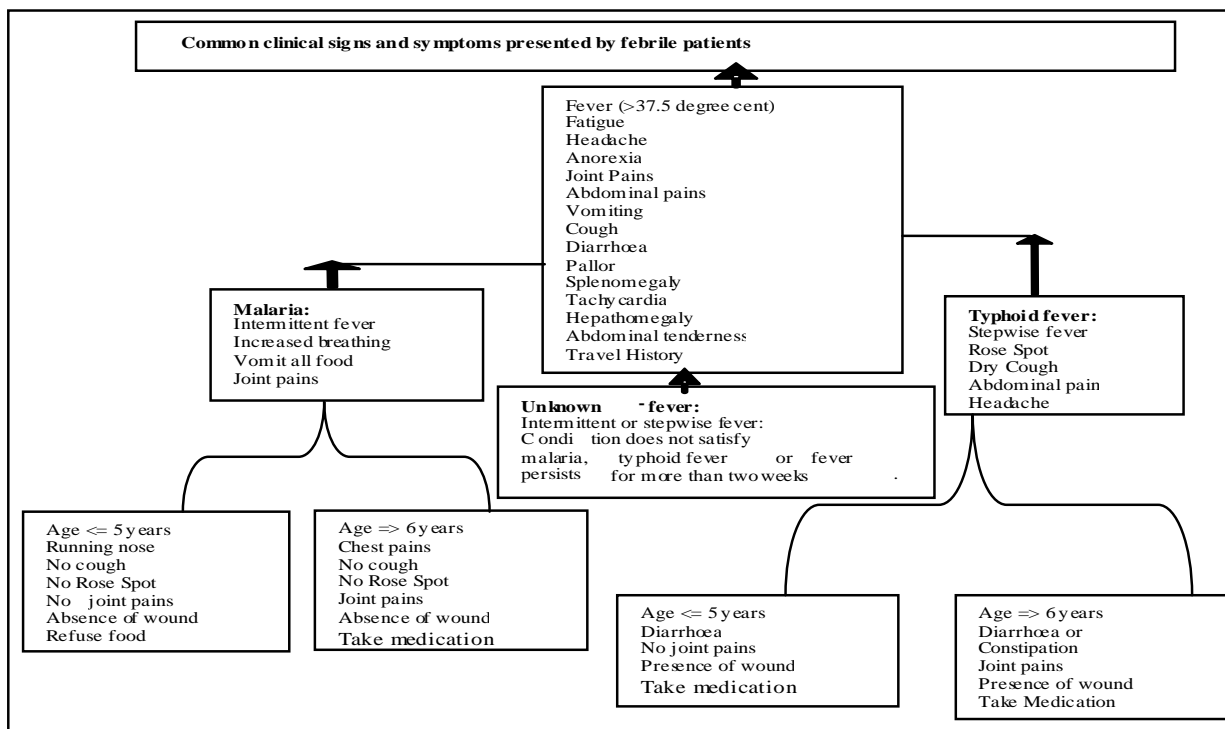 Common clinical signs and symptoms presented by febrile patients
Fever (>37.5 degree cent)
Fatigue
Headache
Anorexia
Joint Pains
Abdominal pains
Vomiting
Cough
Diarrhœa
Pallor
Splenomegaly
Tachycardia
Hepathomegaly
Abdominal tenderness
Travel History
Malaria:
Intermittent fever
Increased breathing
Vomit all food
Joint pains
Unknown - fever:
Intermittent or stepwise fever:
Condi tion does not satisfy
malaria, typhoid fever or fever
persists for more than two weeks .
Typhoid fever:
Stepwise fever
Rose Spot
Dry Cough
Abdominal pain
Headache
Age <= 5 years
Running nose
No cough
No Rose Spot
No joint pains
Absence of wound
Refuse food
Age => 6 years
Chest pains
No cough
No Rose Spot
Joint pains
Absence of wound
Take medication
Age <= 5 years
Diarrhœa
No joint pains
Presence of wound
Take medication
Age => 6 years
Diarrhœa or
Constipation
Joint pains
Presence of wound
Take Medication